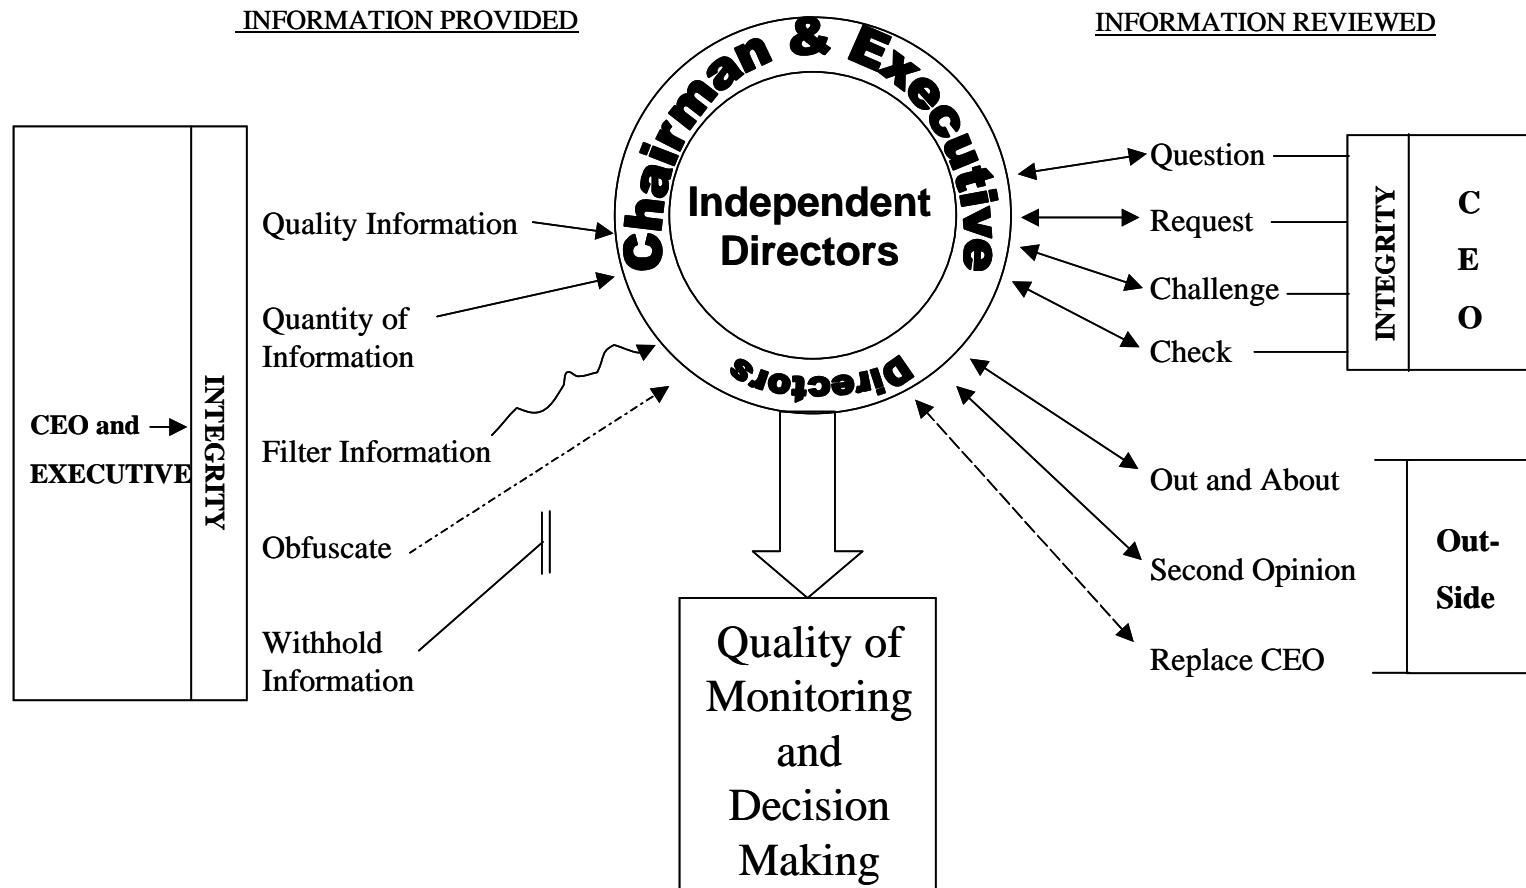 INFORMATION PROVIDED
INFORMATION REVIEWED
Chairman & Executive
Directors
Independent
Directors
CEO and
EXECUTIVE
INTEGRITY
Quality Information
Quantity of
Information
Filter Information
Obfuscate
Withhold
Information
Question
Request
Challenge
Check
INTEGRITY
C
E
O
Out and About
Second Opinion
Replace CEO
Out-
Side
Quality of
Monitoring
and
Decision
Making